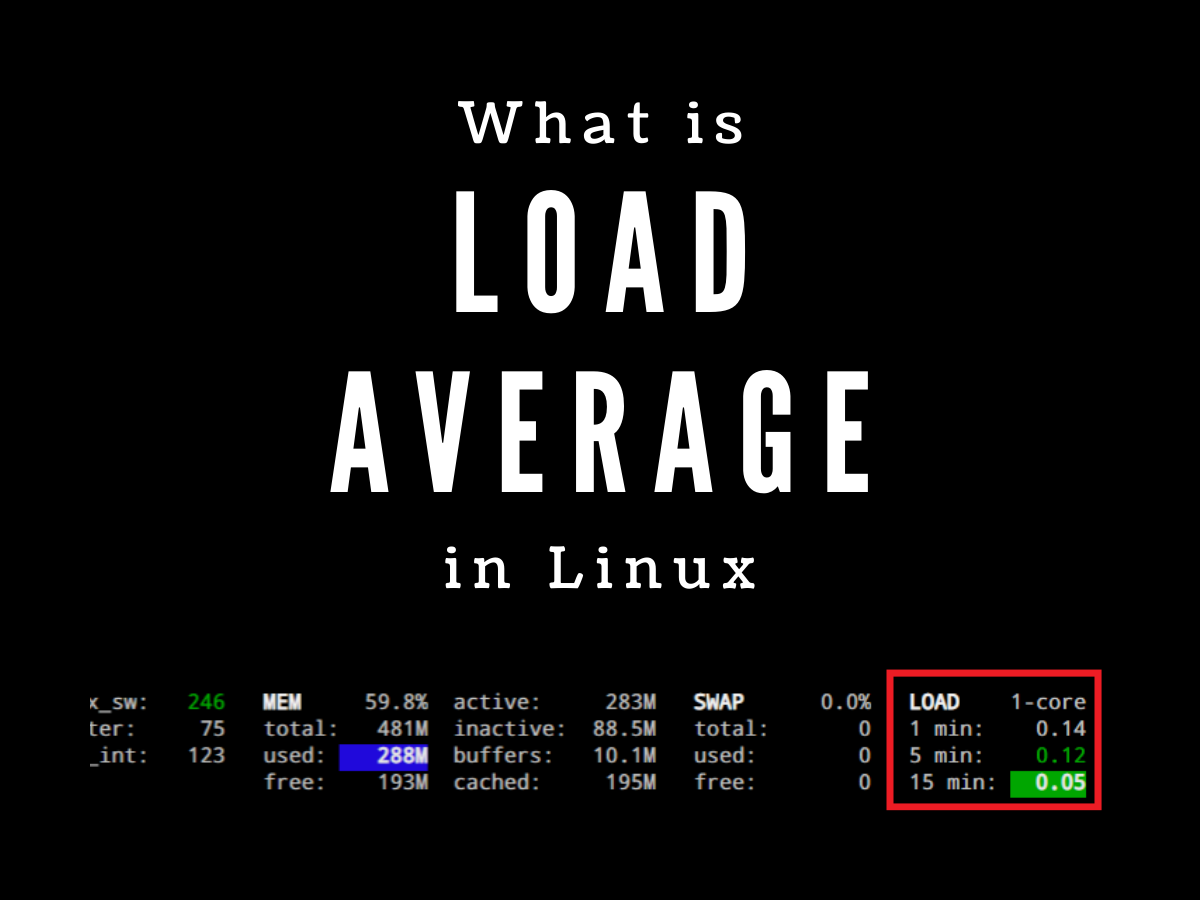 What is
LOAD
AVERAGE
in Linux
x_sw: 246 MEM 59.8% active: 283M SWAP 0.0% LOAD 1-core
ter: 75 total: 481M inactive: 88.5M total: 0 1 min: 0.14
_int: 123 used: 288M buffers: 10.1M used: 0 5 min: 0.12
free: 193M cached: 195M free: 0 15 min: 0.05